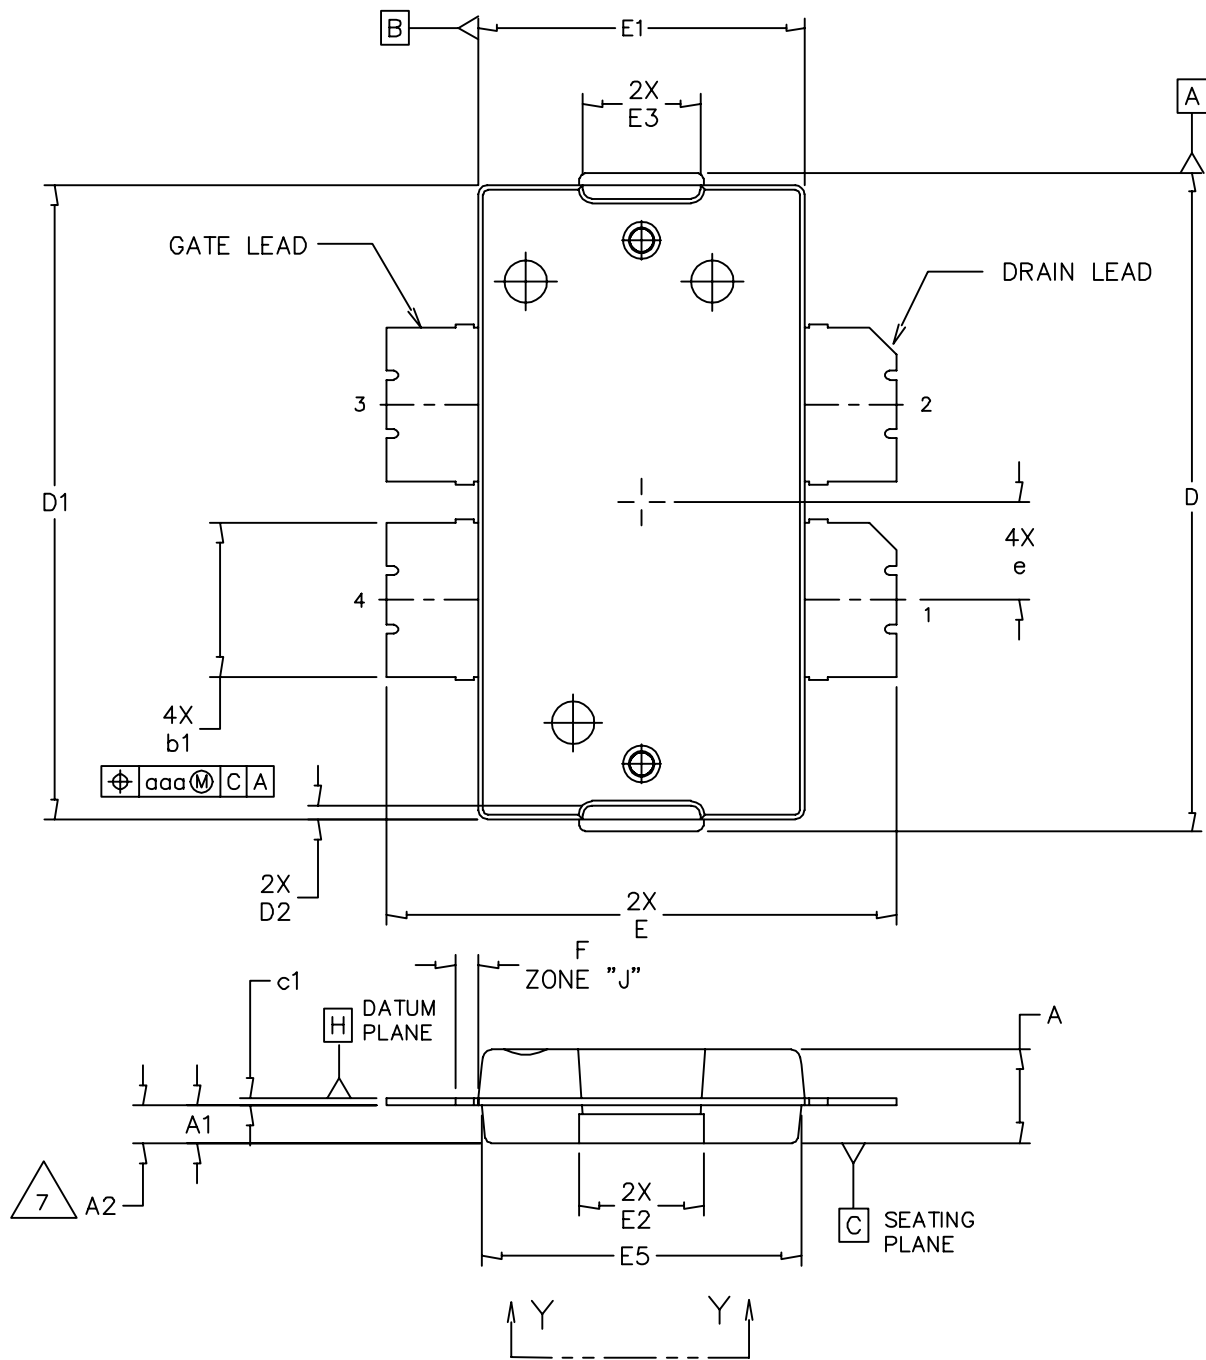 B
E1
2X
E3
A
GATE LEAD
DRAIN LEAD
3
2
D1
D
4X
e
4
1
4X
b1
aaa Ⓜ C A
2X
D2
2X
E
F
ZONE "J"
c1
H
DATUM
PLANE
A
A1
7
A2
2X
E2
C
SEATING
PLANE
E5
Y
Y